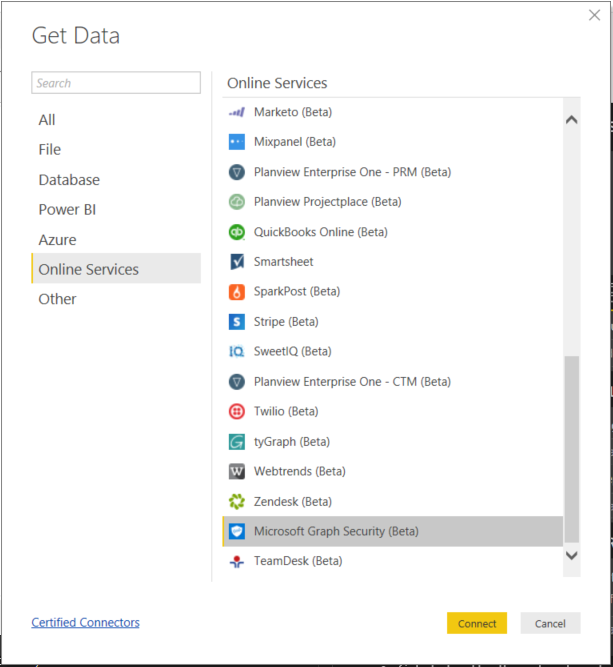 Get Data
Search
All
File
Database
Power BI
Azure
Online Services
Other
Online Services
Marketo (Beta)
Mixpanel (Beta)
Planview Enterprise One - PRM (Beta)
Planview Projectplace (Beta)
QuickBooks Online (Beta)
Smartsheet
SparkPost (Beta)
Stripe (Beta)
SweetIQ (Beta)
Planview Enterprise One - CTM (Beta)
Twilio (Beta)
tyGraph (Beta)
Webtrends (Beta)
Zendesk (Beta)
Microsoft Graph Security (Beta)
TeamDesk (Beta)
Certified Connectors
Connect
Cancel